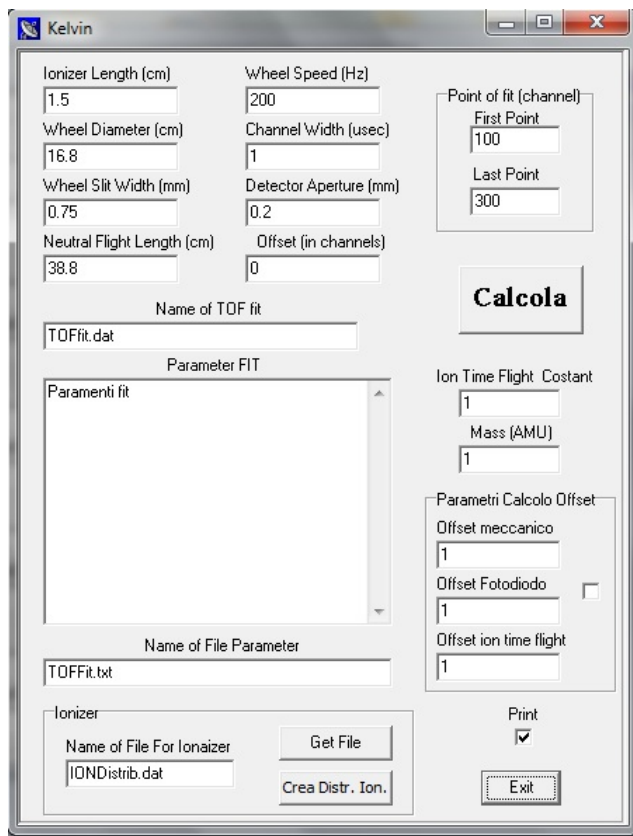 Kelvin
Ionizer Length (cm)
1.5
Wheel Speed (Hz)
200
Wheel Diameter (cm)
16.8
Channel Width (usec)
1
Wheel Slit Width (mm)
0.75
Detector Aperture (mm)
0.2
Neutral Flight Length (cm)
38.8
Offset (in channels)
0
Point of fit (channel)
First Point
100
Last Point
300
Calcola
Name of TOF fit
TOFfit.dat
Parameter FIT
Paramenti fit
Ion Time Flight Costant
1
Mass (AMU)
1
Parametri Calcolo Offset
Offset meccanico
1
Offset Fotodiodo
1
Offset ion time flight
1
Name of File Parameter
TOFFit.txt
Ionizer
Name of File For Ionaizer
IONDistrib.dat
Get File
Crea Distr. Ion.
Print
Exit